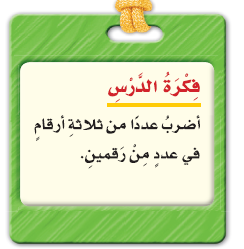 فِكْرَةُ الدَّرْسِ
أضربُ عددًا من ثلاثةِ أرقامٍ
في عددٍ مِنْ رَقمينِ.